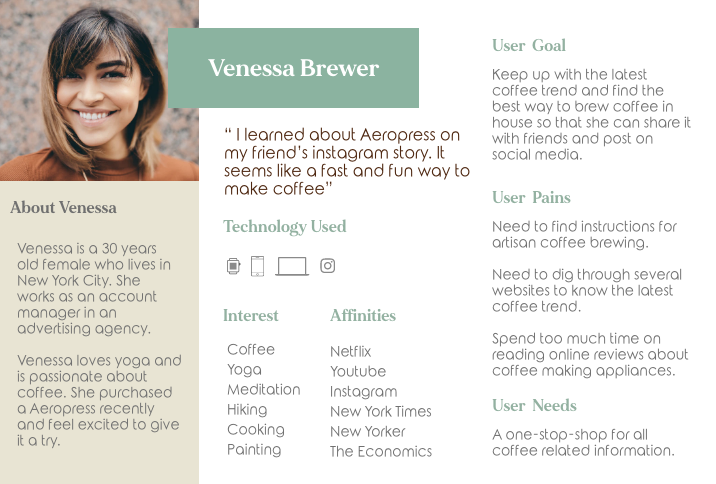 Venessa Brewer
About Venessa
Venessa is a 30 years
old female who lives in
New York City. She
works as an account
manager in an
advertising agency.
Venessa loves yoga and
is passionate about
coffee. She purchased
a Aeropress recently
and feel excited to give
it a try.
“ I learned about Aeropress on
my friend’s instagram story. It
seems like a fast and fun way to
make coffee”
Technology Used
Interest
Coffee
Yoga
Meditation
Hiking
Cooking
Painting
Affinities
Netflix
Youtube
Instagram
New York Times
New Yorker
The Economics
User Goal
Keep up with the latest
coffee trend and find the
best way to brew coffee in
house so that she can share it
with friends and post on
social media.
User Pains
Need to find instructions for
artisan coffee brewing.
Need to dig through several
websites to know the latest
coffee trend.
Spend too much time on
reading online reviews about
coffee making appliances.
User Needs
A one-stop-shop for all
coffee related information.